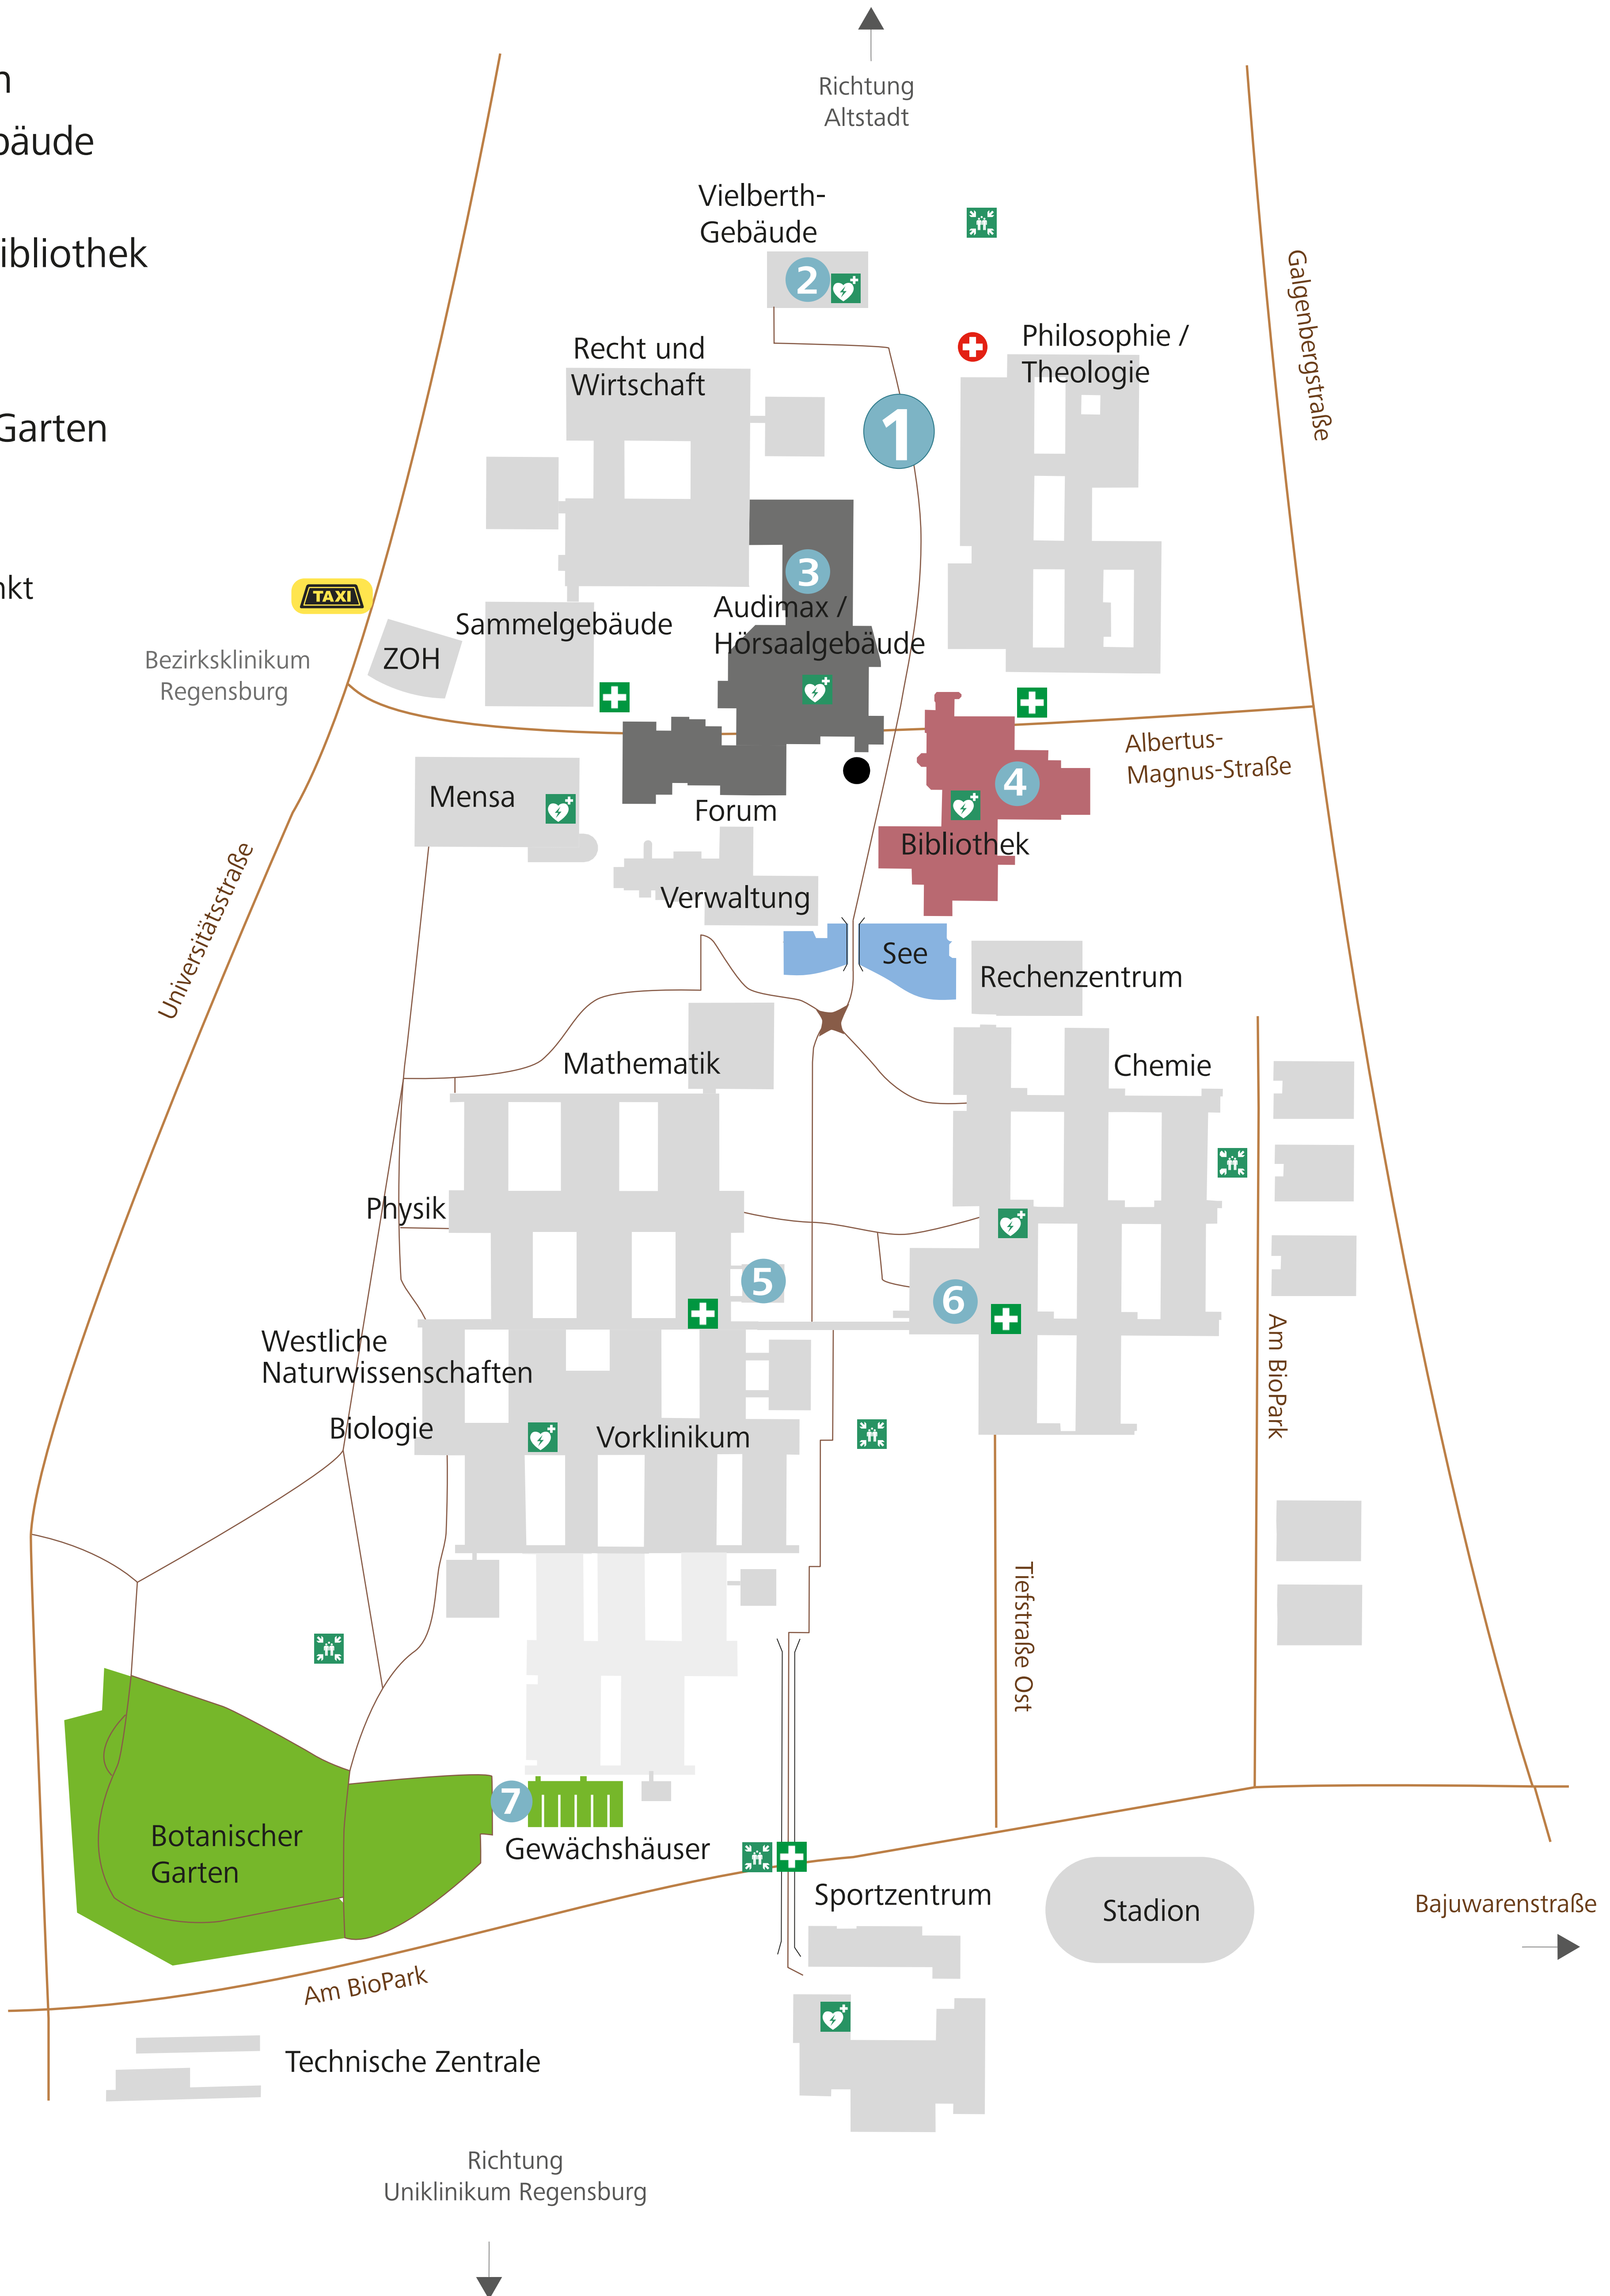 n
bäude
ibliothek
Garten
nkt
Richtung
Altstadt
Vielberth-
Gebäude
2
Galgenbergstraße
Recht und
Wirtschaft
Philosophie /
Theologie
1
3
TAXI
Audimax /
Hörsaalgebäude
Sammelgebäude
ZOH
Bezirksklinikum
Regensburg
Albertus-
Magnus-Straße
4
Mensa
Forum
Bibliothek
Verwaltung
Universitätsstraße
See
Rechenzentrum
Mathematik
Chemie
Physik
5
6
Westliche
Naturwissenschaften
Am BioPark
Biologie
Vorklinikum
Tiefstraße Ost
7
Botanischer
Garten
Gewächshäuser
Sportzentrum
Stadion
Bajuwarenstraße
Am BioPark
Technische Zentrale
Richtung
Uniklinikum Regensburg